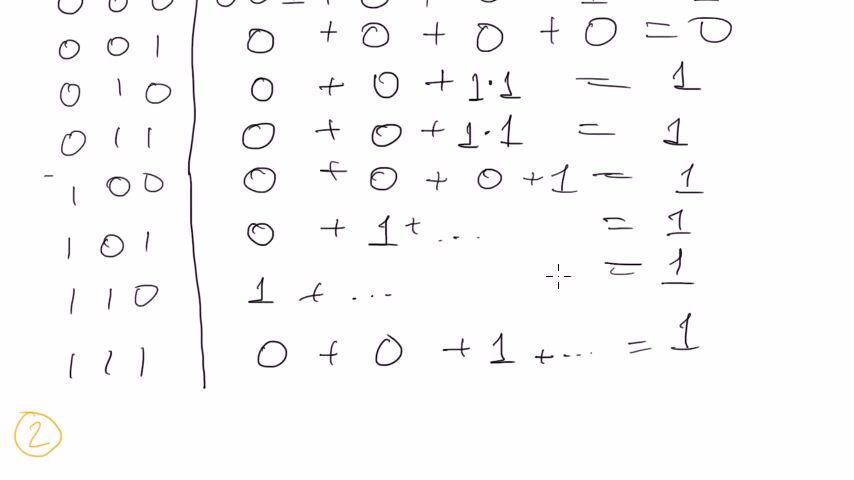 0 0 1 0 + 0 + 0 + 0 = 0
0 1 0 0 + 0 + 1·1 = 1
0 1 1 0 + 0 + 1·1 = 1
1 0 0 0 + 0 + 0 + 1 = 1
1 0 1 0 + 1 + ... = 1
1 1 0 1 + ... = 1
1 1 1 0 + 0 + 1 + ... = 1
2